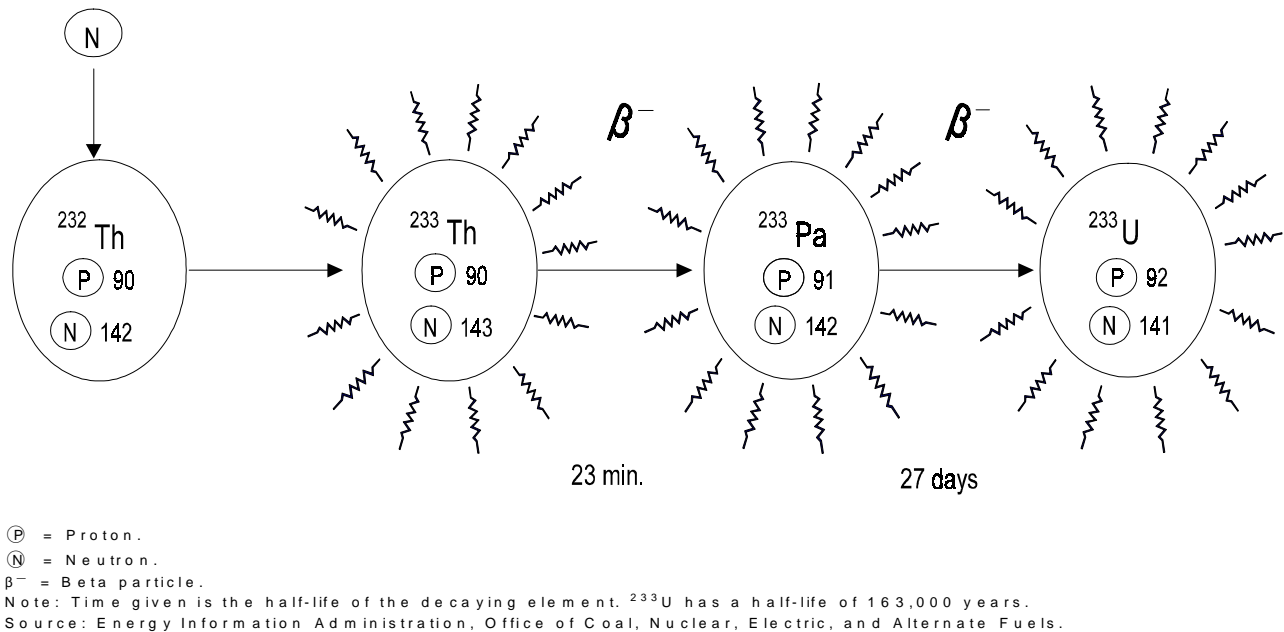 N
β⁻ β⁻
²³²Th ²³³Th ²³³Pa ²³³U
P 90 P 90 P 91 P 92
N 142 N 143 N 142 N 141
23 min. 27 days
Ⓟ = Proton.
Ⓝ = Neutron.
β⁻ = Beta particle.
Note: Time given is the half-life of the decaying element. ²³³U has a half-life of 163,000 years.
Source: Energy Information Administration, Office of Coal, Nuclear, Electric, and Alternate Fuels.